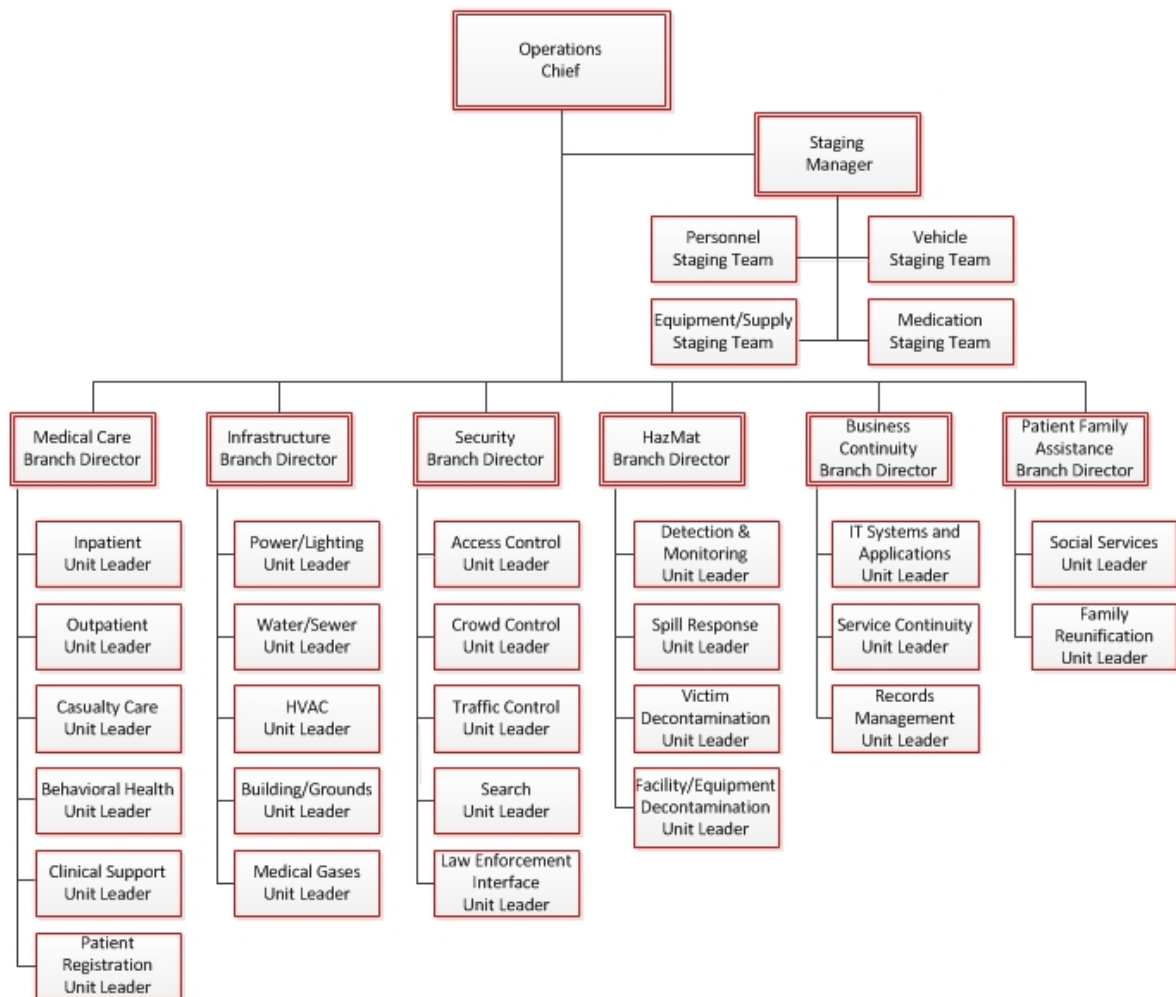 Operations
Chief
Staging
Manager
Personnel
Staging Team
Vehicle
Staging Team
Equipment/Supply
Staging Team
Medication
Staging Team
Medical Care
Branch Director
Infrastructure
Branch Director
Security
Branch Director
HazMat
Branch Director
Business
Continuity
Branch Director
Patient Family
Assistance
Branch Director
Inpatient
Unit Leader
Outpatient
Unit Leader
Casualty Care
Unit Leader
Behavioral Health
Unit Leader
Clinical Support
Unit Leader
Patient
Registration
Unit Leader
Power/Lighting
Unit Leader
Water/Sewer
Unit Leader
HVAC
Unit Leader
Building/Grounds
Unit Leader
Medical Gases
Unit Leader
Access Control
Unit Leader
Crowd Control
Unit Leader
Traffic Control
Unit Leader
Search
Unit Leader
Law Enforcement
Interface
Unit Leader
Detection &
Monitoring
Unit Leader
Spill Response
Unit Leader
Victim
Decontamination
Unit Leader
Facility/Equipment
Decontamination
Unit Leader
IT Systems and
Applications
Unit Leader
Service Continuity
Unit Leader
Records
Management
Unit Leader
Social Services
Unit Leader
Family
Reunification
Unit Leader